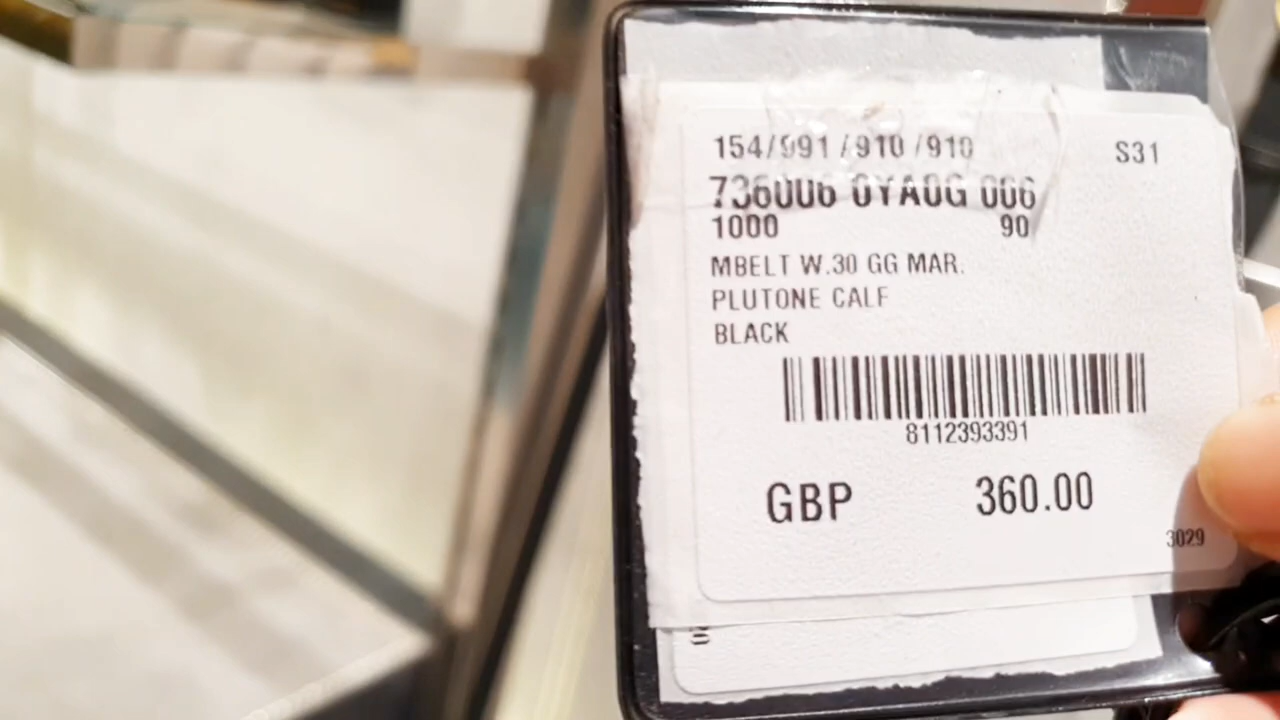 154/991 /910 /910 S31
736006 0YA0G 006
1000 90
MBELT W.30 GG MAR.
PLUTONE CALF
BLACK
8112393391
GBP 360.00
3029